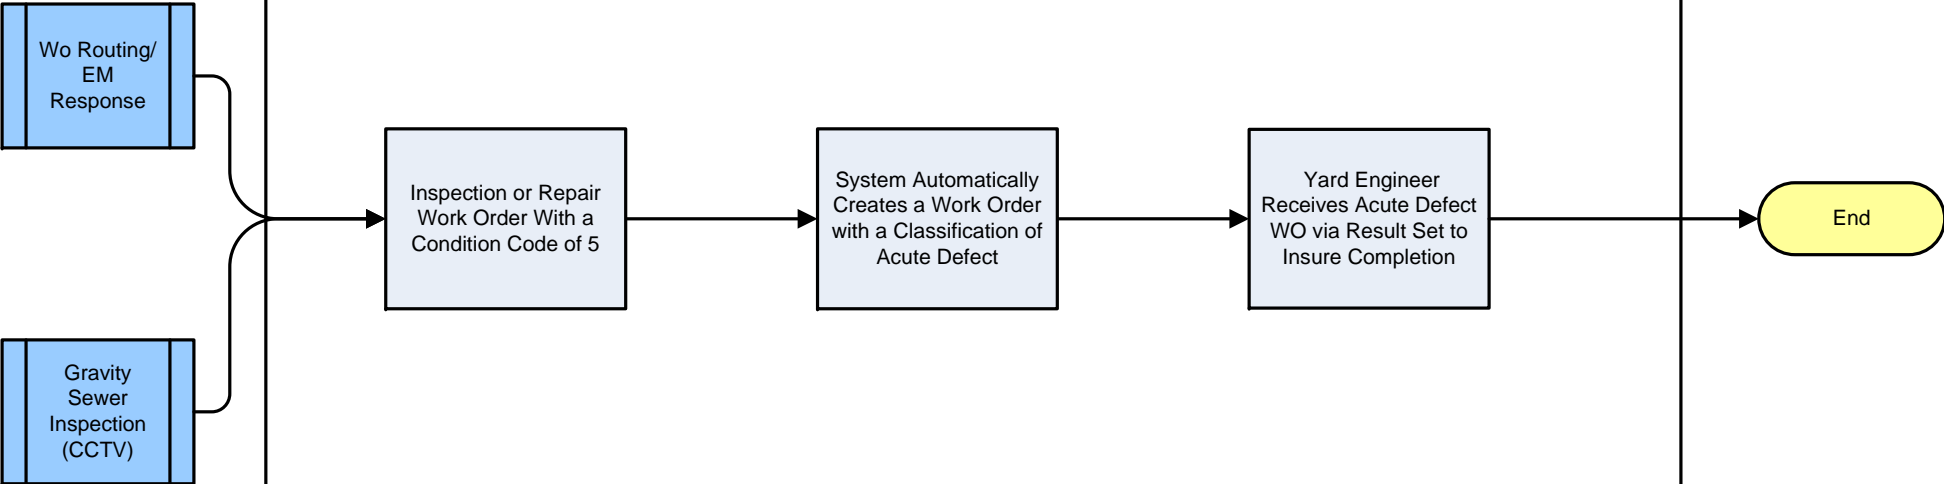 Wo Routing/
EM
Response
Gravity
Sewer
Inspection
(CCTV)
Inspection or Repair
Work Order With a
Condition Code of 5
System Automatically
Creates a Work Order
with a Classification of
Acute Defect
Yard Engineer
Receives Acute Defect
WO via Result Set to
Insure Completion
End